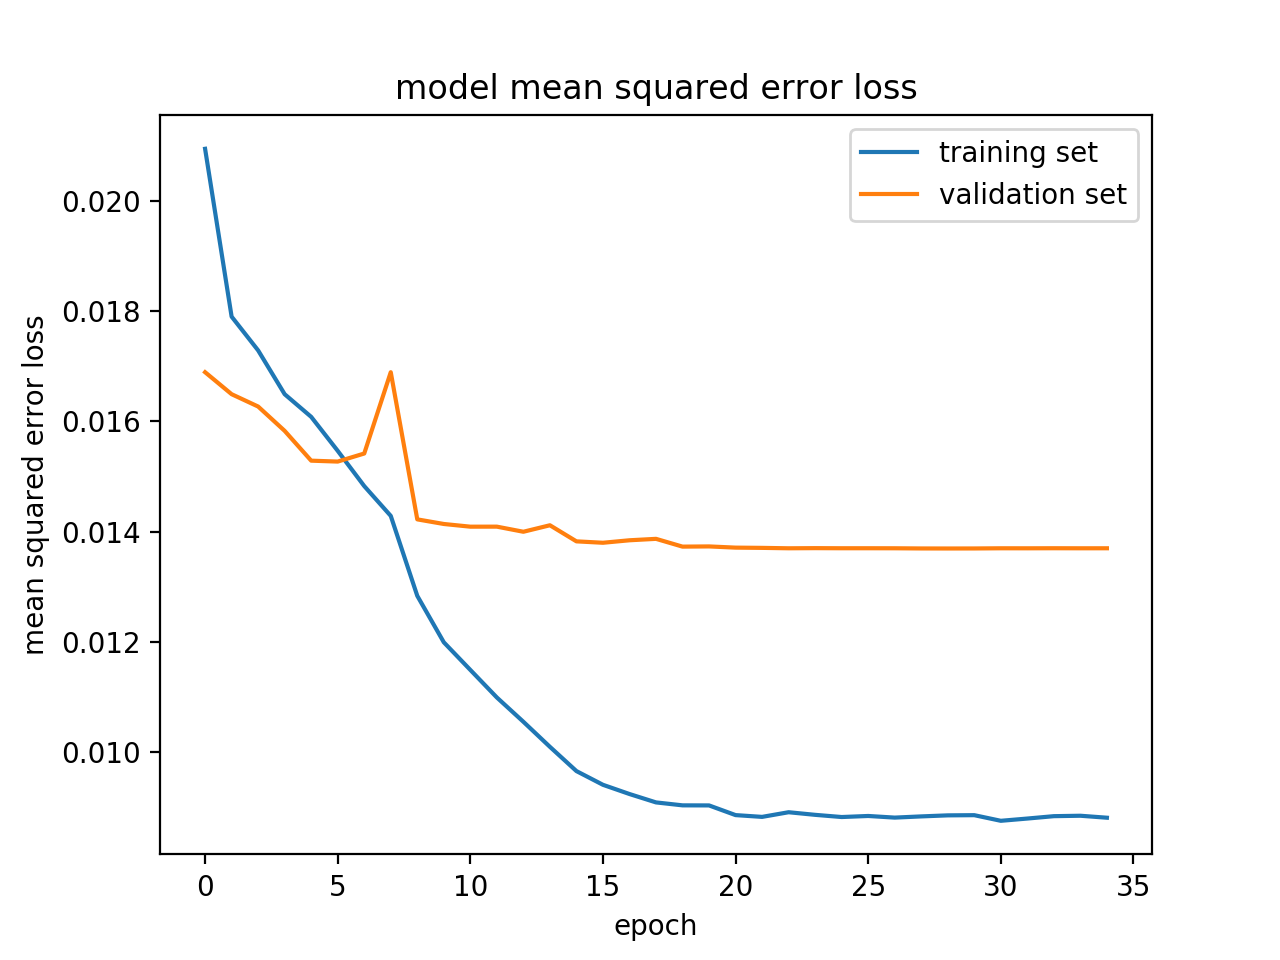 model mean squared error loss
training set
validation set
mean squared error loss
0.020
0.018
0.016
0.014
0.012
0.010
0 5 10 15 20 25 30 35
epoch